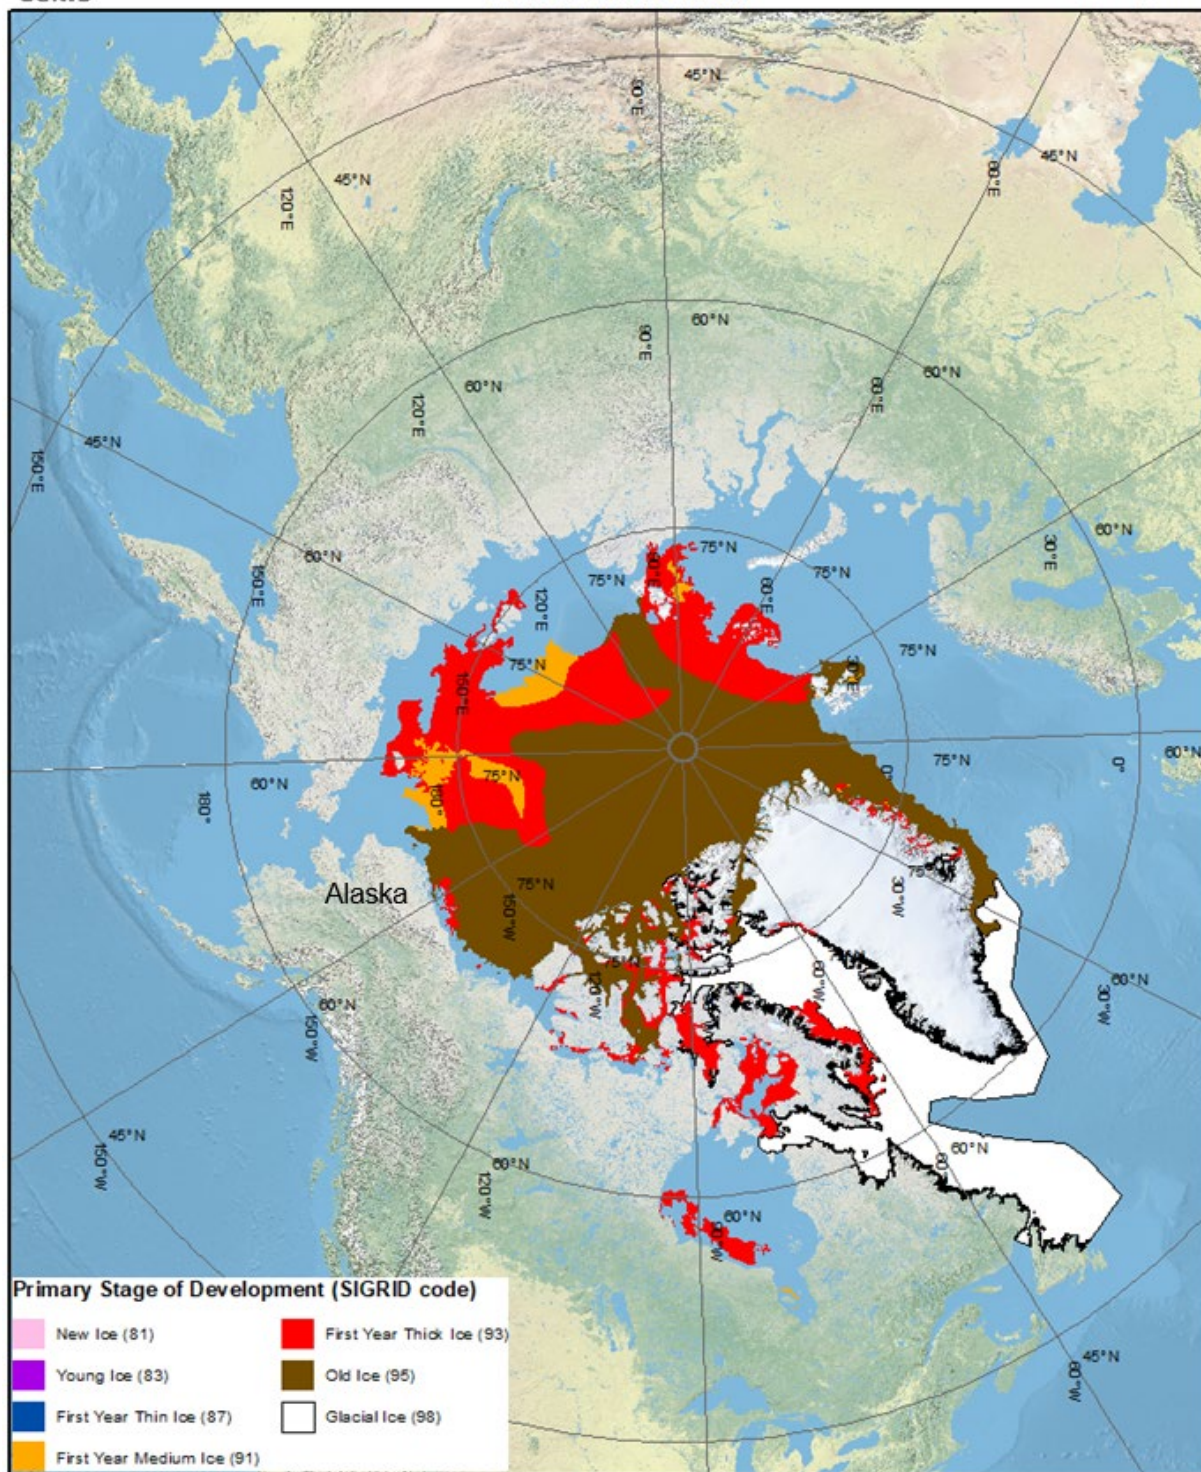 45°N
90°E
45°N
60°E
45°N
120°E
60°N
90°E
60°N
60°N
60°E
120°E
45°N
150°E
60°N
30°E
60°N
75°N
75°N
75°N
90°E
60°E
150°E
120°E
75°N
75°N
30°E
150°E
75°N
0°
60°N
0°
75°N
60°N
180°
180°
75°N
Alaska
75°N
30°W
150°W
75°N
120°W
60°W
60°N
30°W
60°N
150°W
45°N
150°W
60°N
120°W
60°N
60°W
60°N
90°W
45°N
60°W
Primary Stage of Development (SIGRID code)
New Ice (81)
Young Ice (83)
First Year Thin Ice (87)
First Year Medium Ice (91)
First Year Thick Ice (93)
Old Ice (95)
Glacial Ice (98)